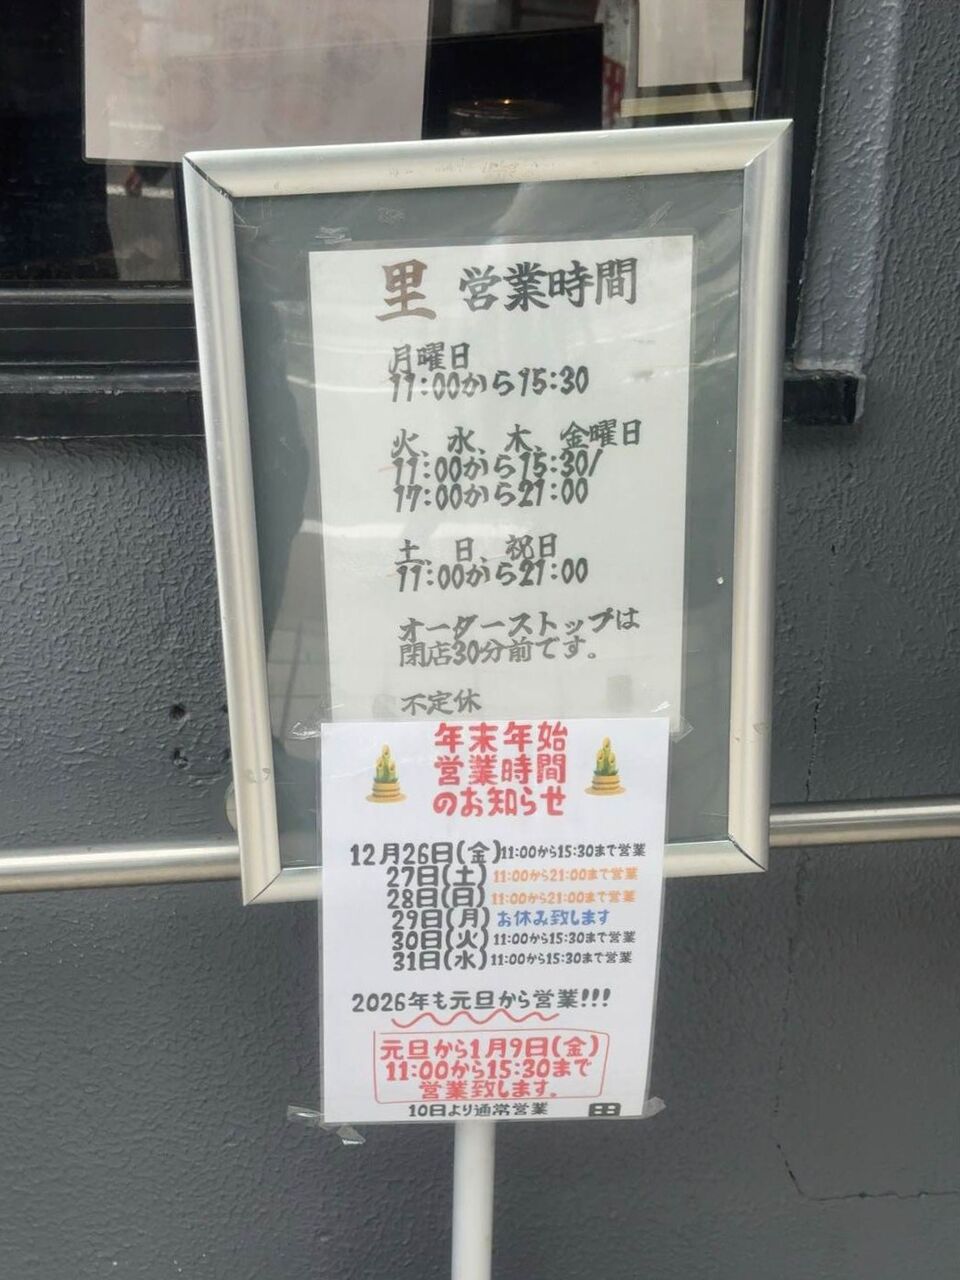 里 営業時間
月曜日
11:00から15:30
火、水、木、金曜日
11:00から15:30/
17:00から21:00
土、日、祝日
11:00から21:00
オーダーストップは
閉店30分前です。
不定休
年末年始
営業時間
のお知らせ
12月26日(金)11:00から15:30まで営業
27日(土)11:00から21:00まで営業
28日(日)11:00から21:00まで営業
29日(月)お休み致します
30日(火)11:00から15:30まで営業
31日(水)11:00から15:30まで営業
2026年も元旦から営業!!!
元旦から1月9日(金)
11:00から15:30まで
営業致します。
10日より通常営業